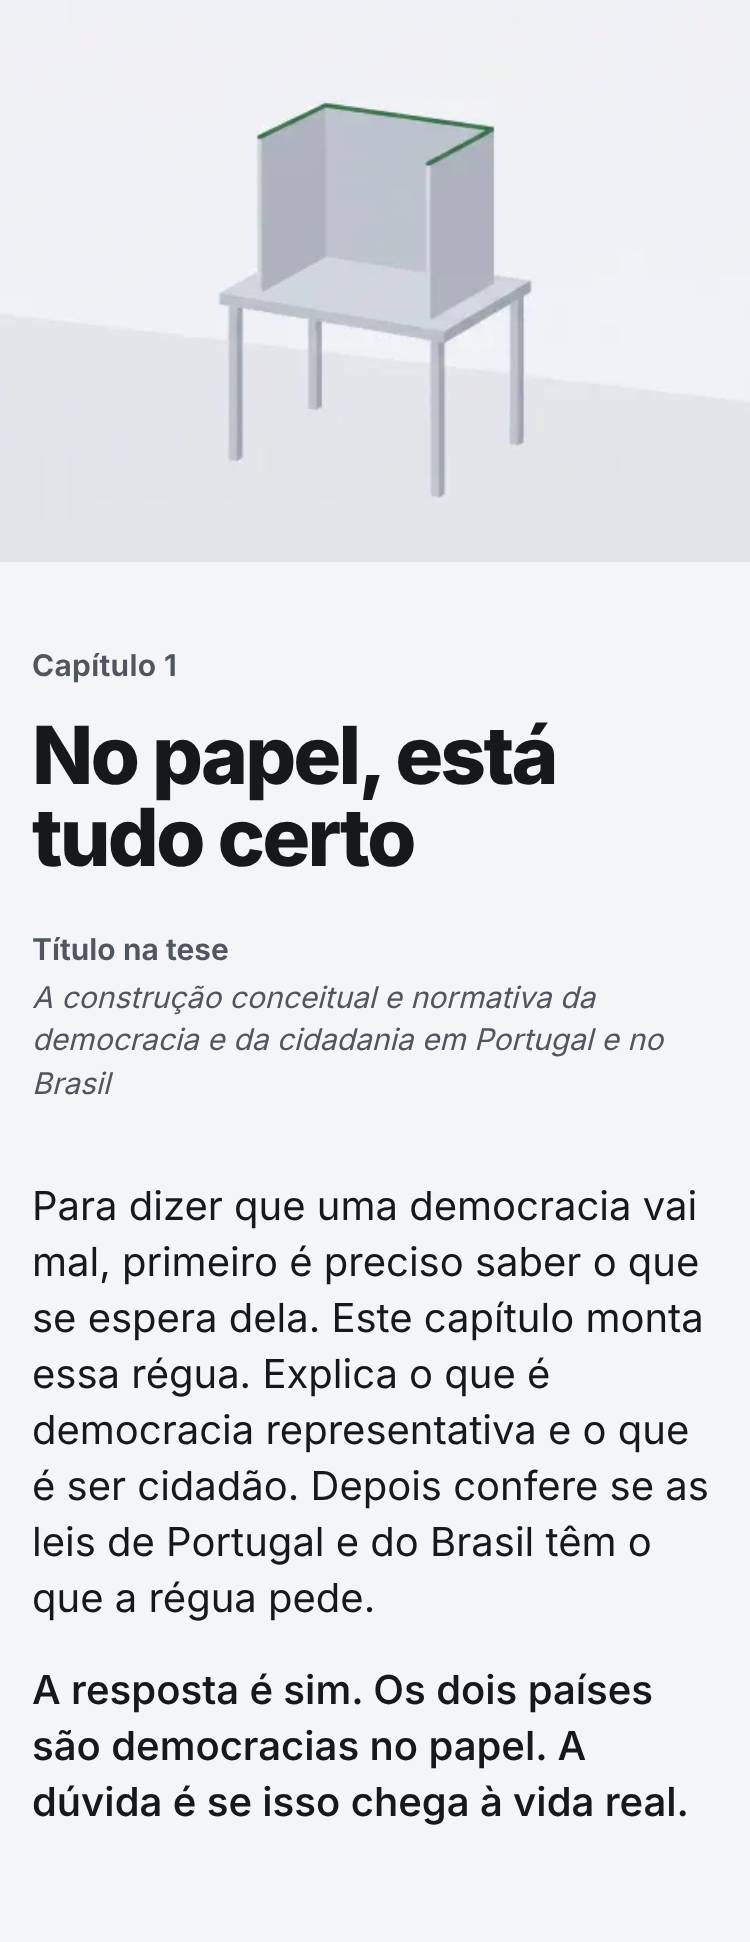 Capítulo 1
No papel, está
tudo certo
Título na tese
A construção conceitual e normativa da
democracia e da cidadania em Portugal e no
Brasil
Para dizer que uma democracia vai
mal, primeiro é preciso saber o que
se espera dela. Este capítulo monta
essa régua. Explica o que é
democracia representativa e o que
é ser cidadão. Depois confere se as
leis de Portugal e do Brasil têm o
que a régua pede.
A resposta é sim. Os dois países
são democracias no papel. A
dúvida é se isso chega à vida real.